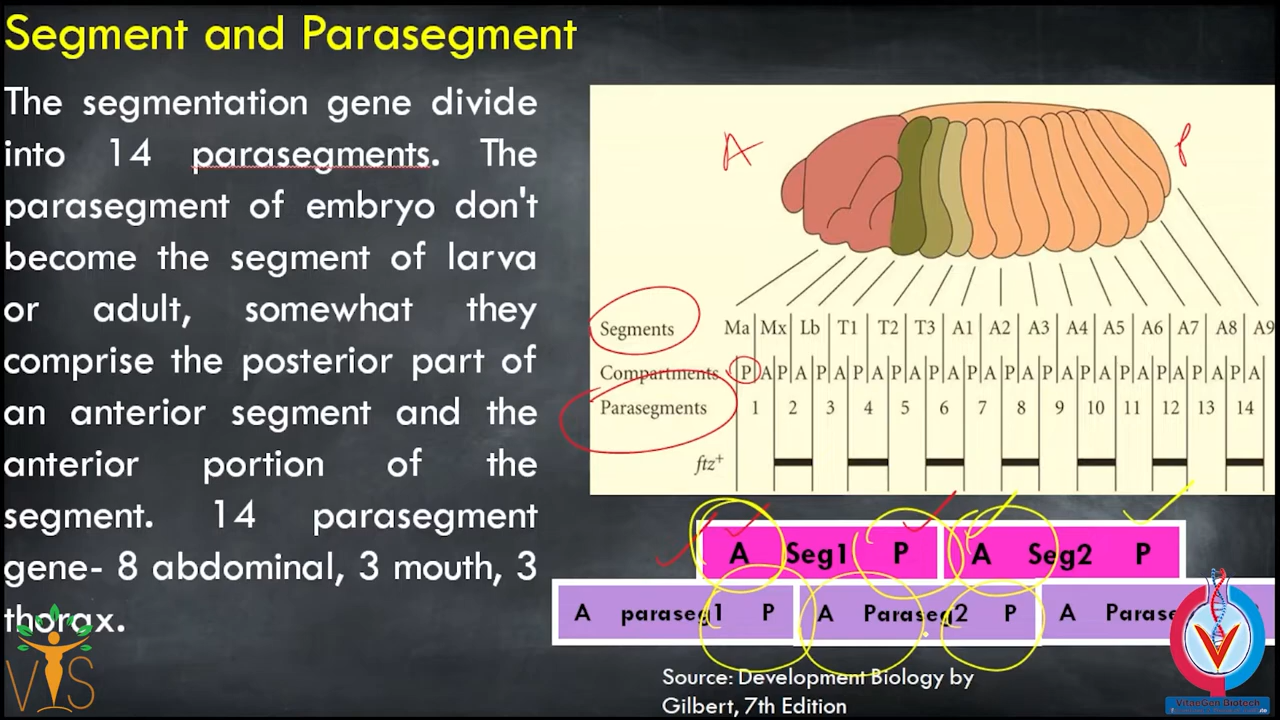 Segment and Parasegment
The segmentation gene divide
into 14 parasegments. The
parasegment of embryo don't
become the segment of larva
or adult, somewhat they
comprise the posterior part of
an anterior segment and the
anterior portion of the
segment. 14 parasegment
gene- 8 abdominal, 3 mouth, 3
thorax.
A P
Segments Ma Mx Lb T1 T2 T3 A1 A2 A3 A4 A5 A6 A7 A8 A9
Compartments P A P A P A P A P A P A P A P A P A P A P A P A P A P A
Parasegments 1 2 3 4 5 6 7 8 9 10 11 12 13 14
ftz+
A Seg1 P A Seg2 P
A paraseg1 P A Paraseg2 P A Parase
Source: Development Biology by
Gilbert, 7th Edition
VIS
V
VitaeGen Biotech